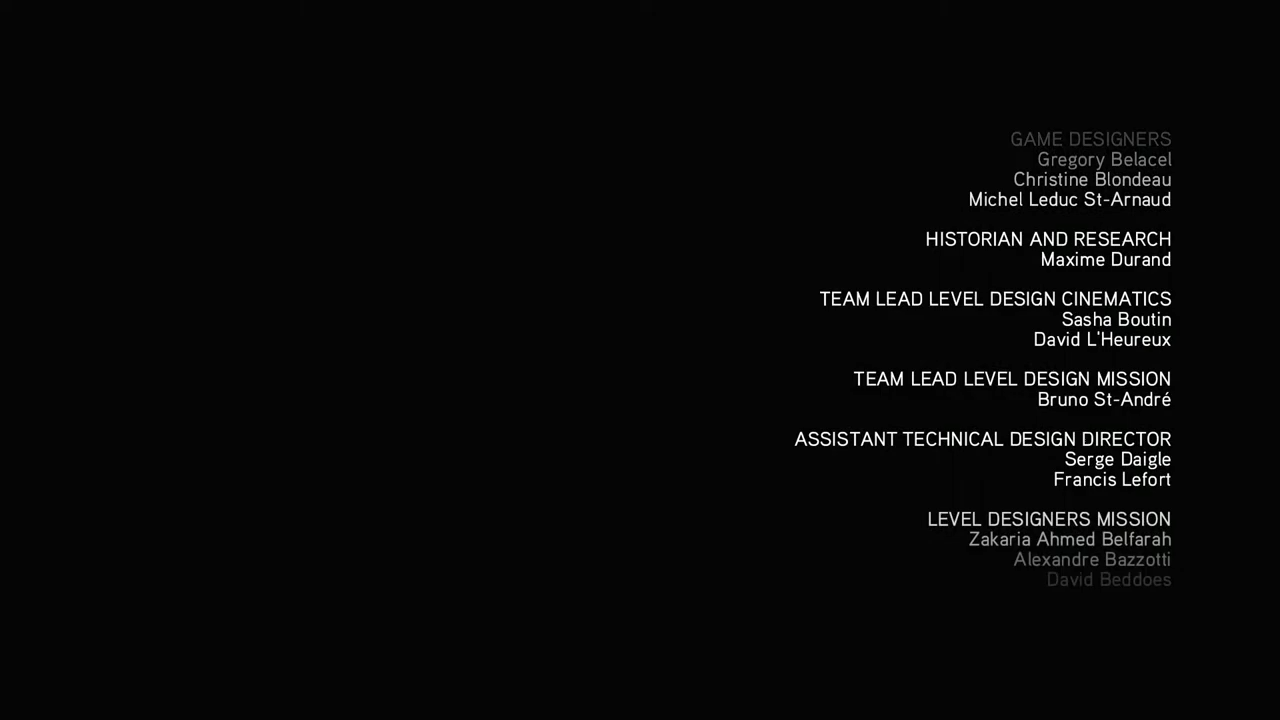 GAME DESIGNERS
Gregory Belacel
Christine Blondeau
Michel Leduc St-Arnaud
HISTORIAN AND RESEARCH
Maxime Durand
TEAM LEAD LEVEL DESIGN CINEMATICS
Sasha Boutin
David L'Heureux
TEAM LEAD LEVEL DESIGN MISSION
Bruno St-André
ASSISTANT TECHNICAL DESIGN DIRECTOR
Serge Daigle
Francis Lefort
LEVEL DESIGNERS MISSION
Zakaria Ahmed Belfarah
Alexandre Bazzotti
David Beddoes